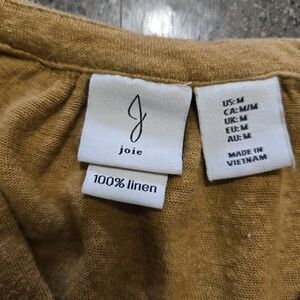 J
joie
100% linen
US:M
CA:M/M
UK:M
EU:M
AU:M
MADE IN
VIETNAM